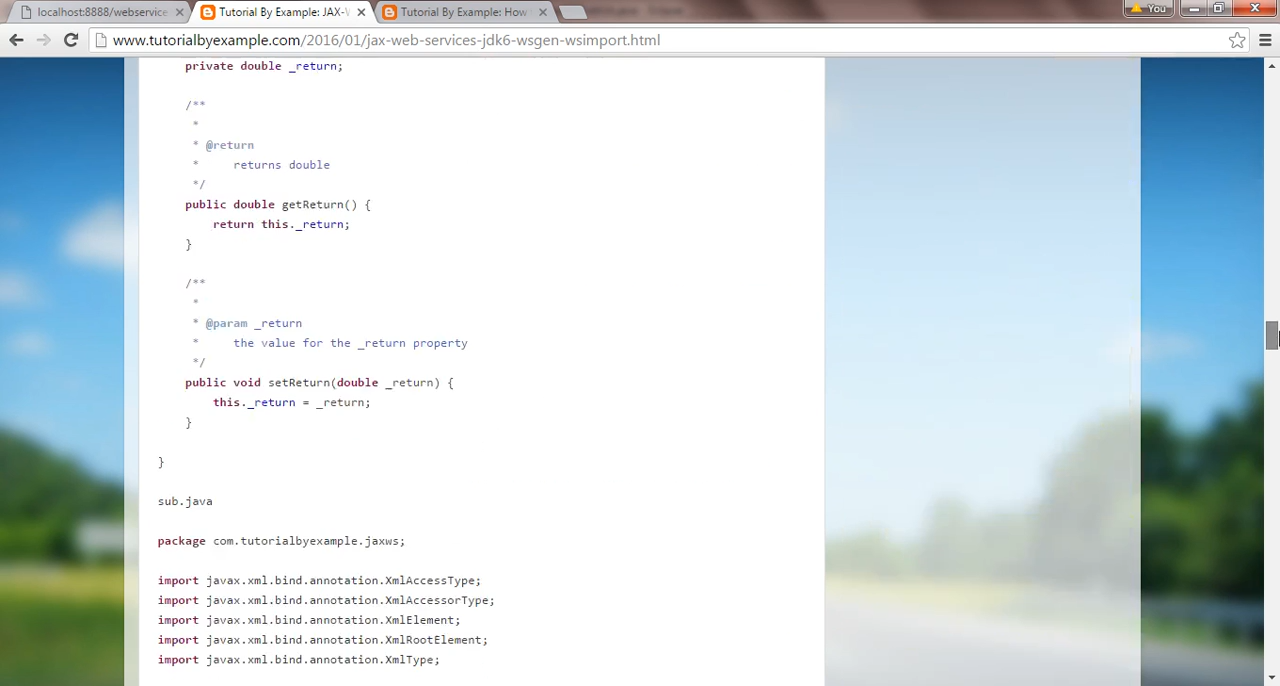 localhost:8888/webservice
Tutorial By Example: JAX-W
Tutorial By Example: How
You
www.tutorialbyexample.com/2016/01/jax-web-services-jdk6-wsgen-wsimport.html
private double _return;
/**
*
* @return
* returns double
*/
public double getReturn() {
return this._return;
}
/**
*
* @param _return
* the value for the _return property
*/
public void setReturn(double _return) {
this._return = _return;
}
}
sub.java
package com.tutorialbyexample.jaxws;
import javax.xml.bind.annotation.XmlAccessType;
import javax.xml.bind.annotation.XmlAccessorType;
import javax.xml.bind.annotation.XmlElement;
import javax.xml.bind.annotation.XmlRootElement;
import javax.xml.bind.annotation.XmlType;